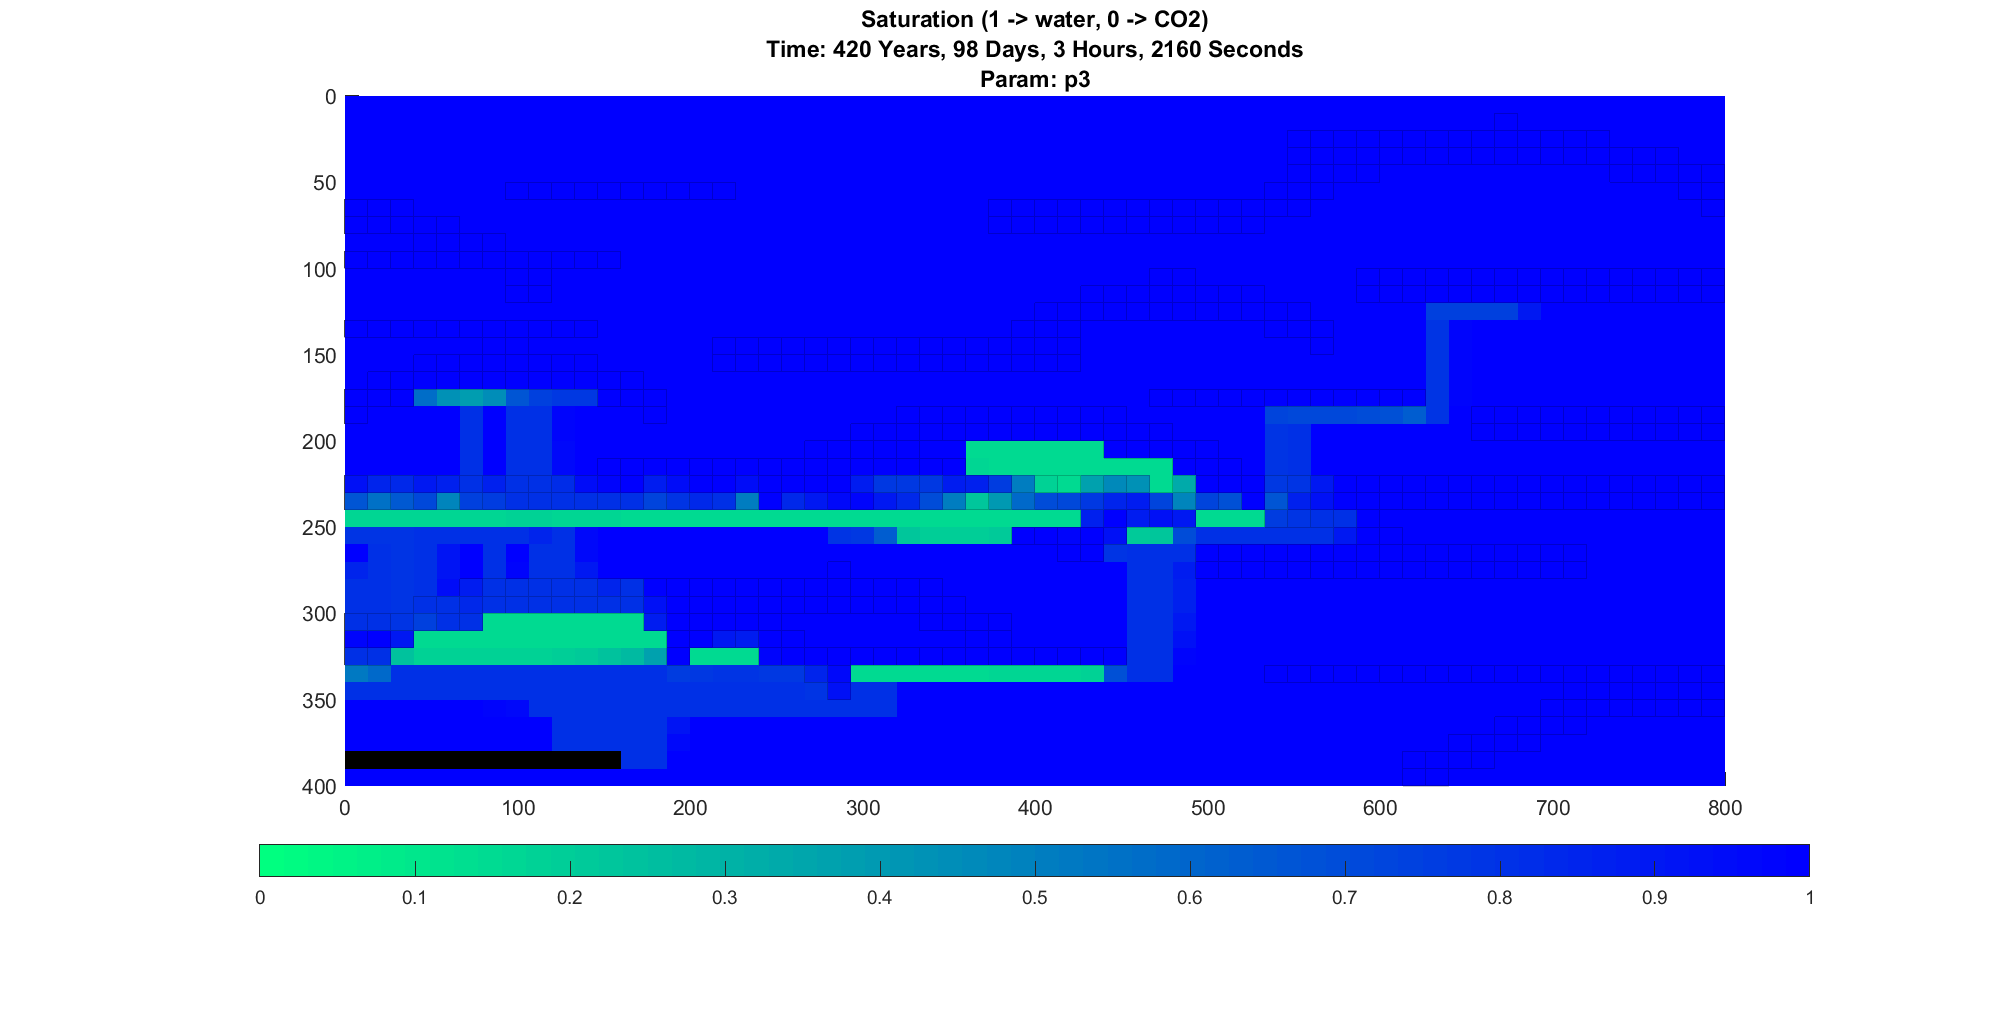 Saturation (1 -> water, 0 -> CO2)
Time: 420 Years, 98 Days, 3 Hours, 2160 Seconds
Param: p3
0
50
100
150
200
250
300
350
400
0 100 200 300 400 500 600 700 800
0 0.1 0.2 0.3 0.4 0.5 0.6 0.7 0.8 0.9 1